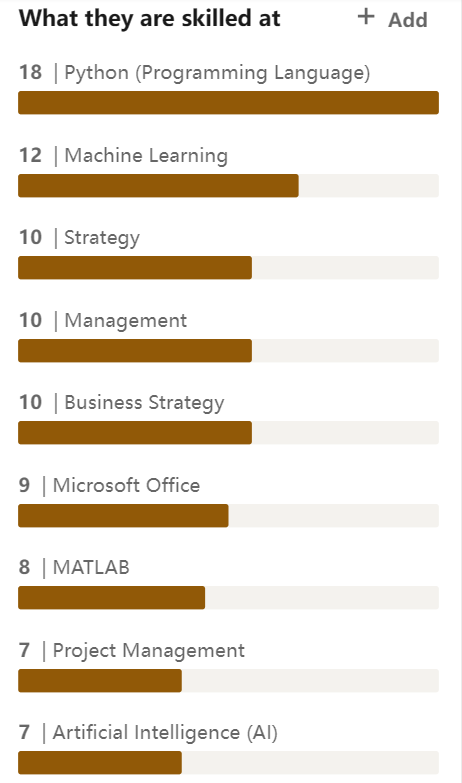 What they are skilled at
+ Add
18 | Python (Programming Language)
12 | Machine Learning
10 | Strategy
10 | Management
10 | Business Strategy
9 | Microsoft Office
8 | MATLAB
7 | Project Management
7 | Artificial Intelligence (AI)